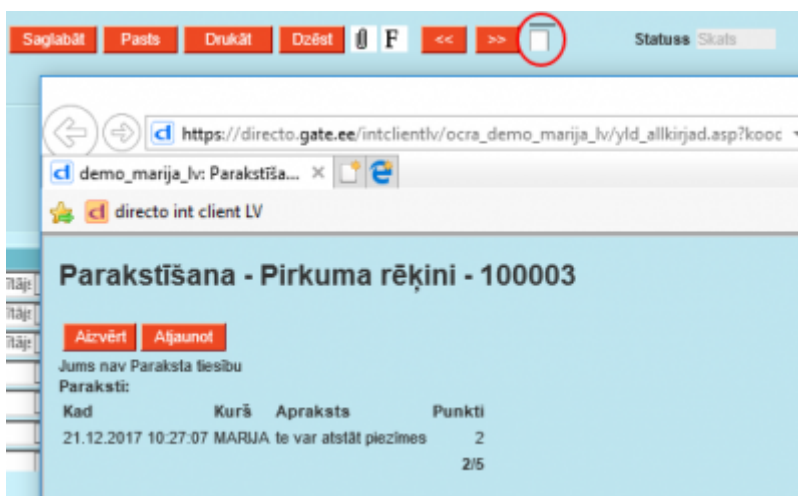 Saglabāt Pasts Drukāt Dzēst F << >> Statuss Skats
https://directo.gate.ee/intclientlv/ocra_demo_marija_lv/yld_allkirjad.asp?kooc
demo_marija_lv: Parakstīša... ×
directo int client LV
Parakstīšana - Pirkuma rēķini - 100003
Aizvērt Atjaunot
Jums nav Paraksta tiesību
Paraksti:
Kad Kurš Apraksts Punkti
21.12.2017 10:27:07 MARIJA te var atstāt piezīmes 2
2/5